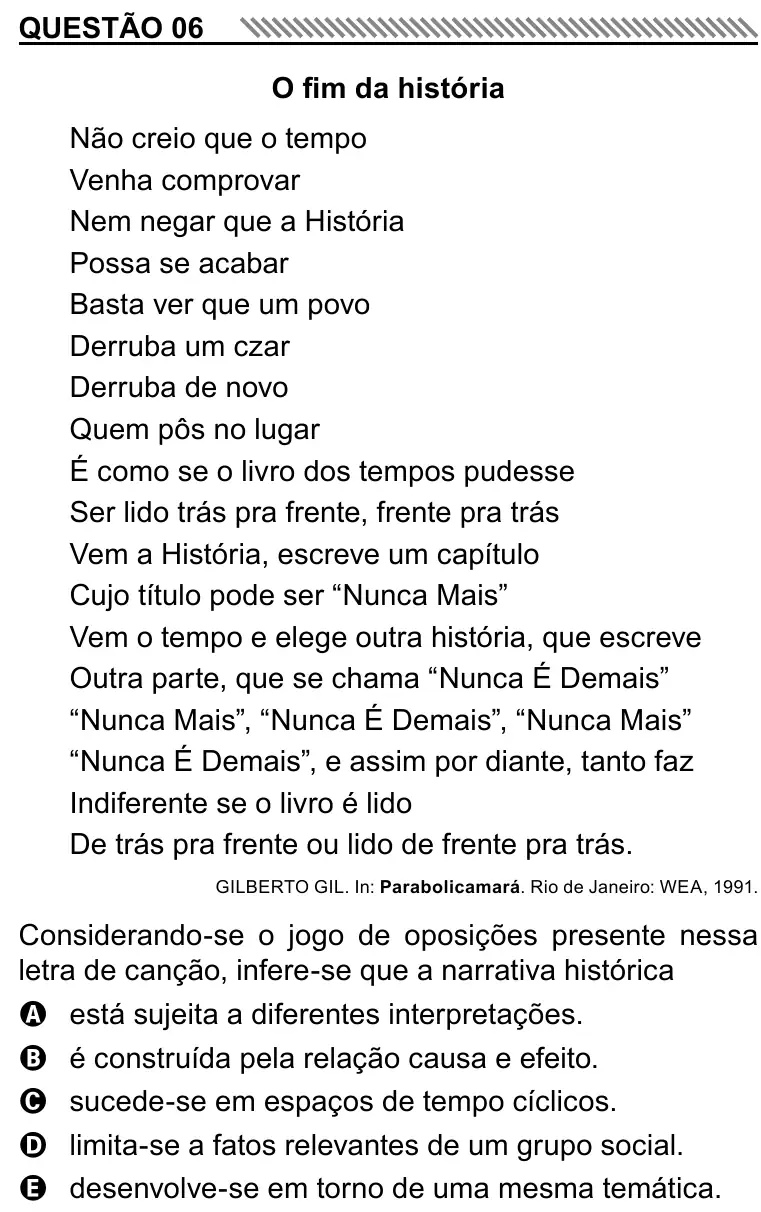 QUESTÃO 06
O fim da história
Não creio que o tempo
Venha comprovar
Nem negar que a História
Possa se acabar
Basta ver que um povo
Derruba um czar
Derruba de novo
Quem pôs no lugar
É como se o livro dos tempos pudesse
Ser lido trás pra frente, frente pra trás
Vem a História, escreve um capítulo
Cujo título pode ser “Nunca Mais”
Vem o tempo e elege outra história, que escreve
Outra parte, que se chama “Nunca É Demais”
“Nunca Mais”, “Nunca É Demais”, “Nunca Mais”
“Nunca É Demais”, e assim por diante, tanto faz
Indiferente se o livro é lido
De trás pra frente ou lido de frente pra trás.
GILBERTO GIL. In: Parabolicamará. Rio de Janeiro: WEA, 1991.
Considerando-se o jogo de oposições presente nessa
letra de canção, infere-se que a narrativa histórica
A está sujeita a diferentes interpretações.
B é construída pela relação causa e efeito.
C sucede-se em espaços de tempo cíclicos.
D limita-se a fatos relevantes de um grupo social.
E desenvolve-se em torno de uma mesma temática.